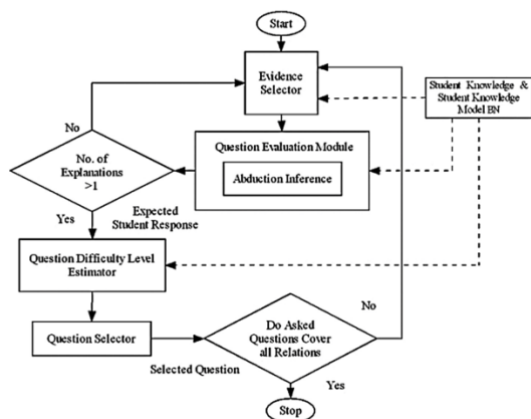 Start
Evidence
Selector
Student Knowledge &
Student Knowledge
Model BN
No
Question Evaluation Module
Abduction Inference
No. of
Explanations
>1
Yes
Expected
Student Response
Question Difficulty Level
Estimator
No
Do Asked
Questions Cover
all Relations
Question Selector
Selected Question
Yes
Stop